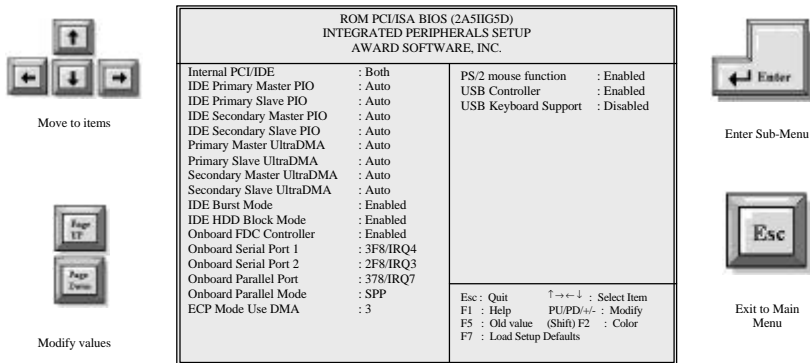 ROM PCI/ISA BIOS (2A5IIG5D)
INTEGRATED PERIPHERALS SETUP
AWARD SOFTWARE, INC.
Move to items
Page
UP
Page
Down
Modify values
Internal PCI/IDE : Both
IDE Primary Master PIO : Auto
IDE Primary Slave PIO : Auto
IDE Secondary Master PIO : Auto
IDE Secondary Slave PIO : Auto
Primary Master UltraDMA : Auto
Primary Slave UltraDMA : Auto
Secondary Master UltraDMA : Auto
Secondary Slave UltraDMA : Auto
IDE Burst Mode : Enabled
IDE HDD Block Mode : Enabled
Onboard FDC Controller : Enabled
Onboard Serial Port 1 : 3F8/IRQ4
Onboard Serial Port 2 : 2F8/IRQ3
Onboard Parallel Port : 378/IRQ7
Onboard Parallel Mode : SPP
ECP Mode Use DMA : 3
PS/2 mouse function : Enabled
USB Controller : Enabled
USB Keyboard Support : Disabled
Esc : Quit ↑→←↓ : Select Item
F1 : Help PU/PD/+/- : Modify
F5 : Old value (Shift) F2 : Color
F7 : Load Setup Defaults
Enter
Enter Sub-Menu
Esc
Exit to Main
Menu